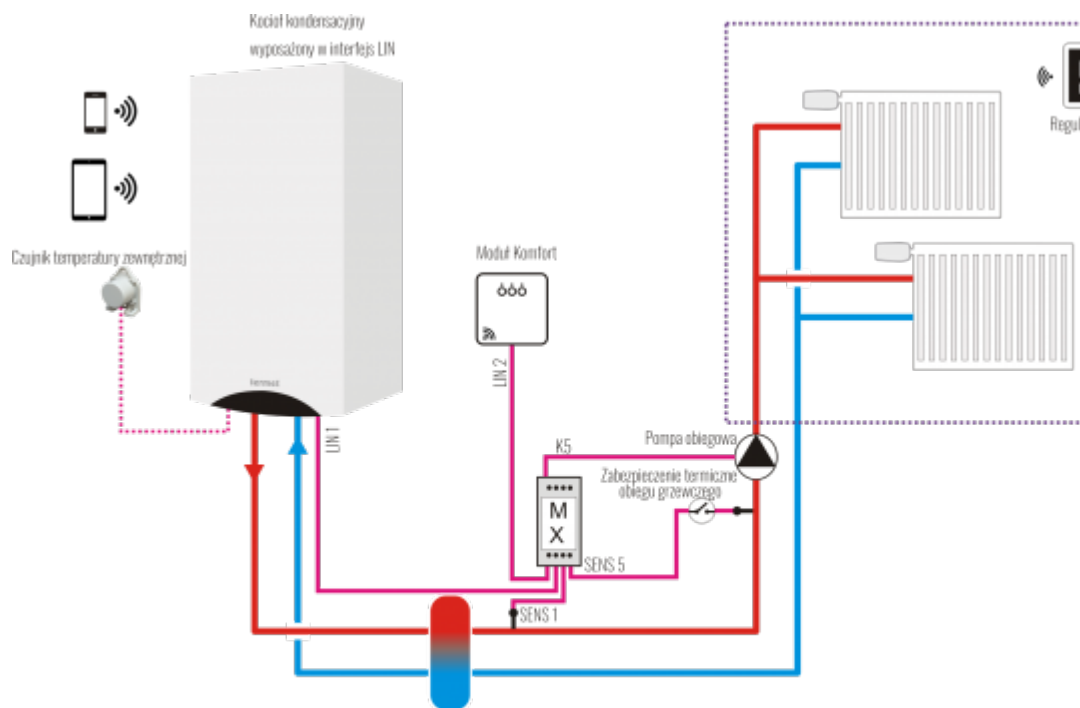 Kocioł kondensacyjny
wyposażony w interfejs LIN
Czujnik temperatury zewnętrznej
Moduł Komfort
LIN 1
LIN 2
K5
M
X
SENS 5
SENS 1
Pompa obiegowa
Zabezpieczenie termiczne
obiegu grzewczego
Regul